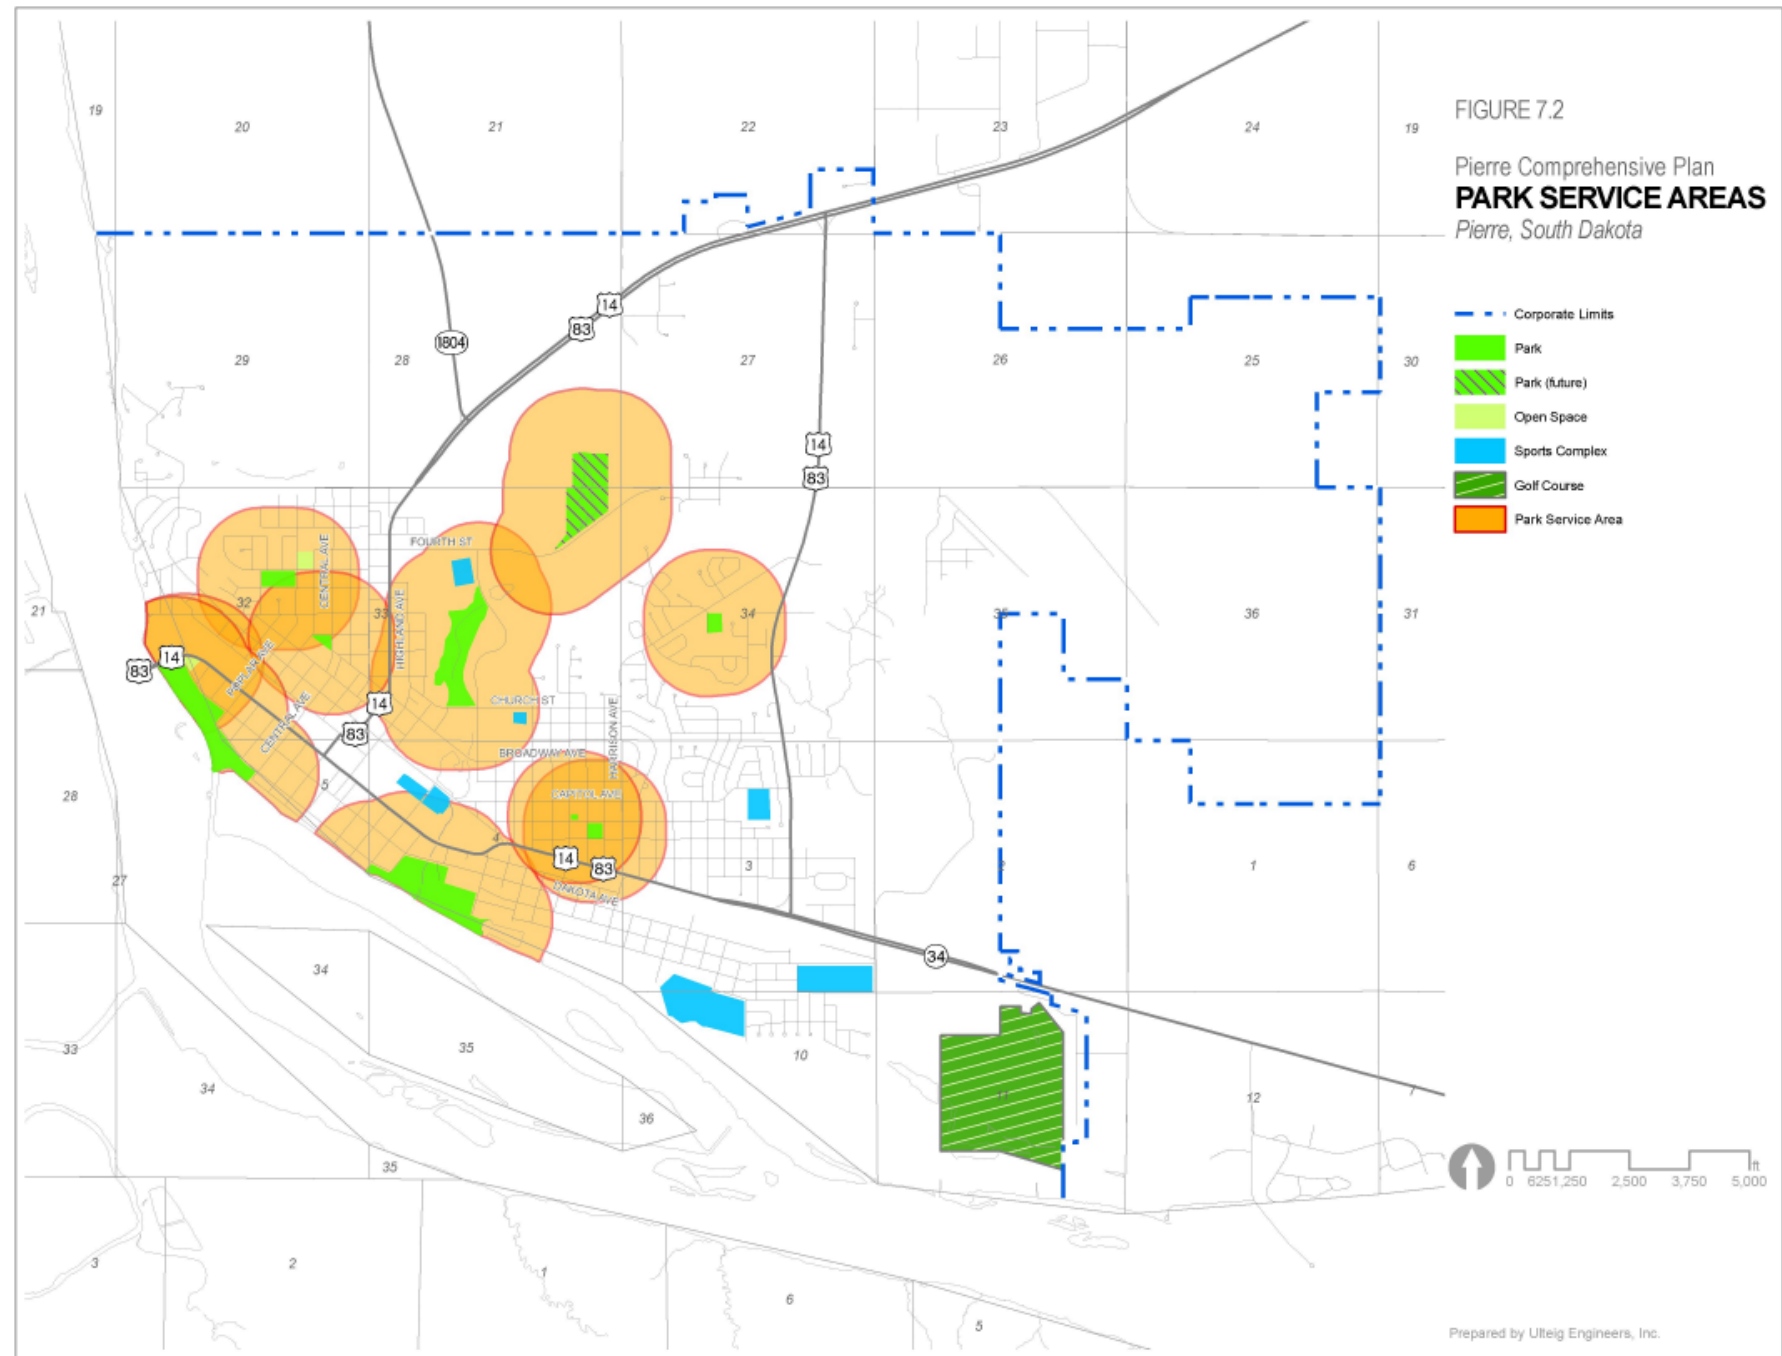 FIGURE 7.2
Pierre Comprehensive Plan
PARK SERVICE AREAS
Pierre, South Dakota
Corporate Limits
Park
Park (future)
Open Space
Sports Complex
Golf Course
Park Service Area
19
20
21
22
23
24
19
14
83
1804
29
28
27
26
25
30
14
83
FOURTH ST
CENTRAL AVE
HIGHLAND AVE
21
32
33
34
35
36
31
83
14
POPLAR AVE
CENTRAL AVE
14
83
CHURCH ST
HARRISON AVE
BROADWAY AVE
CAPITOL AVE
28
5
4
14
83
DAKOTA AVE
3
2
1
6
27
34
34
33
35
10
11
12
34
36
35
0 625 1,250 2,500 3,750 5,000
ft
3
2
1
6
5
Prepared by Ulteig Engineers, Inc.